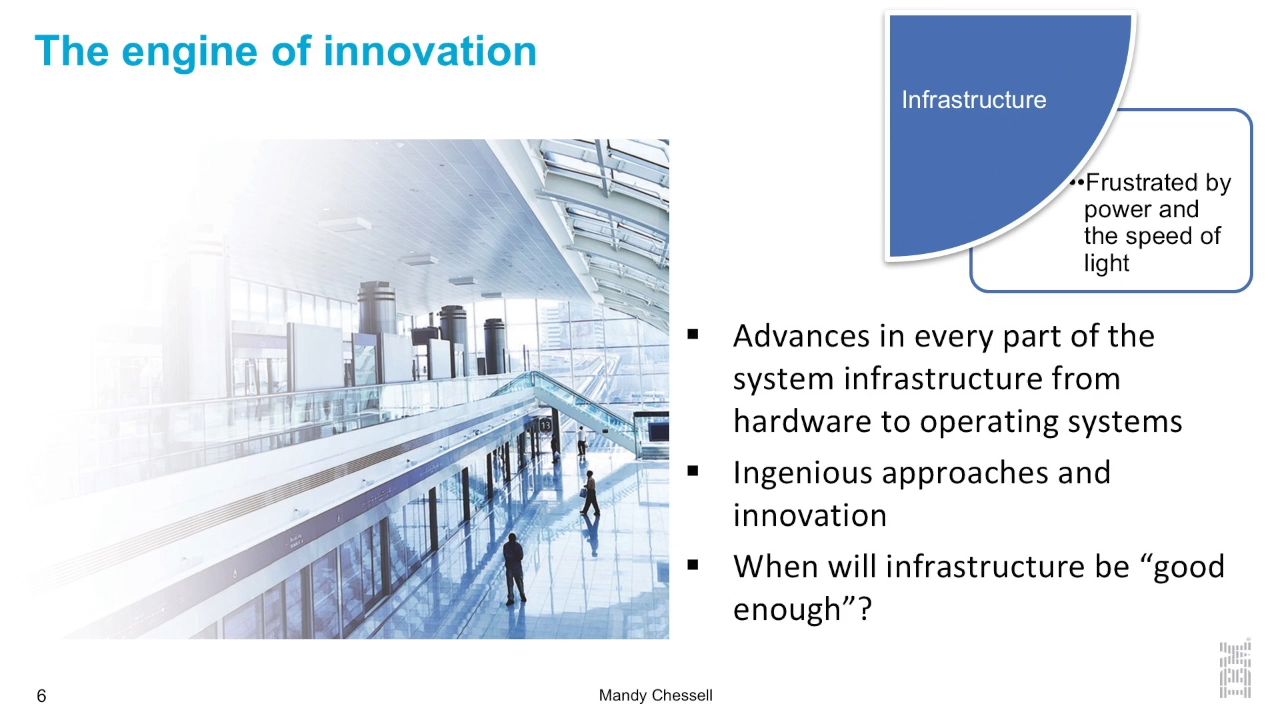 The engine of innovation
Infrastructure
••Frustrated by
power and
the speed of
light
▪ Advances in every part of the
system infrastructure from
hardware to operating systems
▪ Ingenious approaches and
innovation
▪ When will infrastructure be “good
enough”?
13
6
Mandy Chessell
IBM